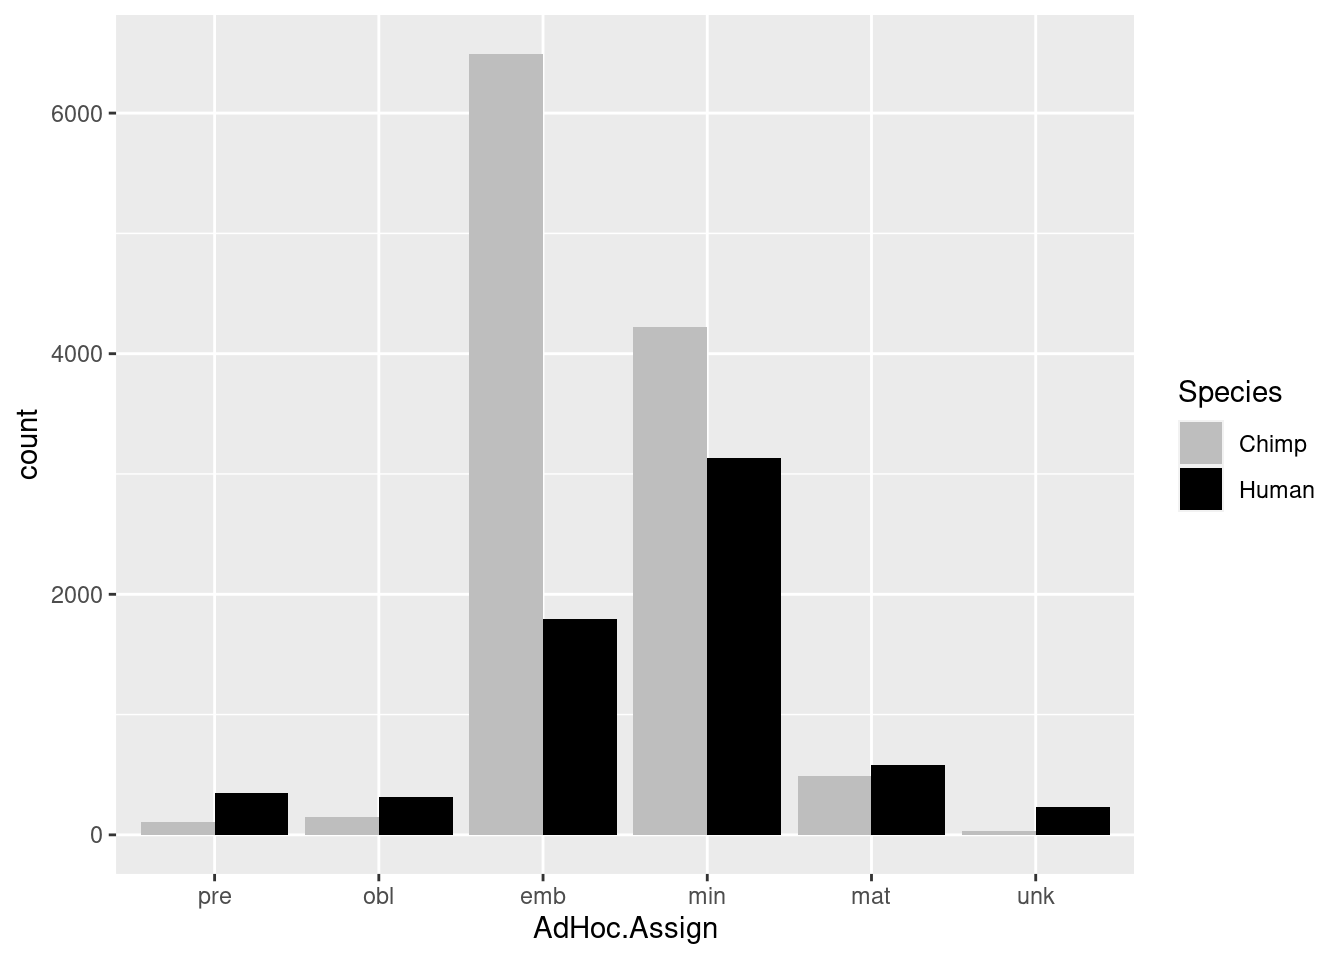 count
6000
4000
2000
0
pre obl emb min mat unk
AdHoc.Assign
Species
Chimp
Human